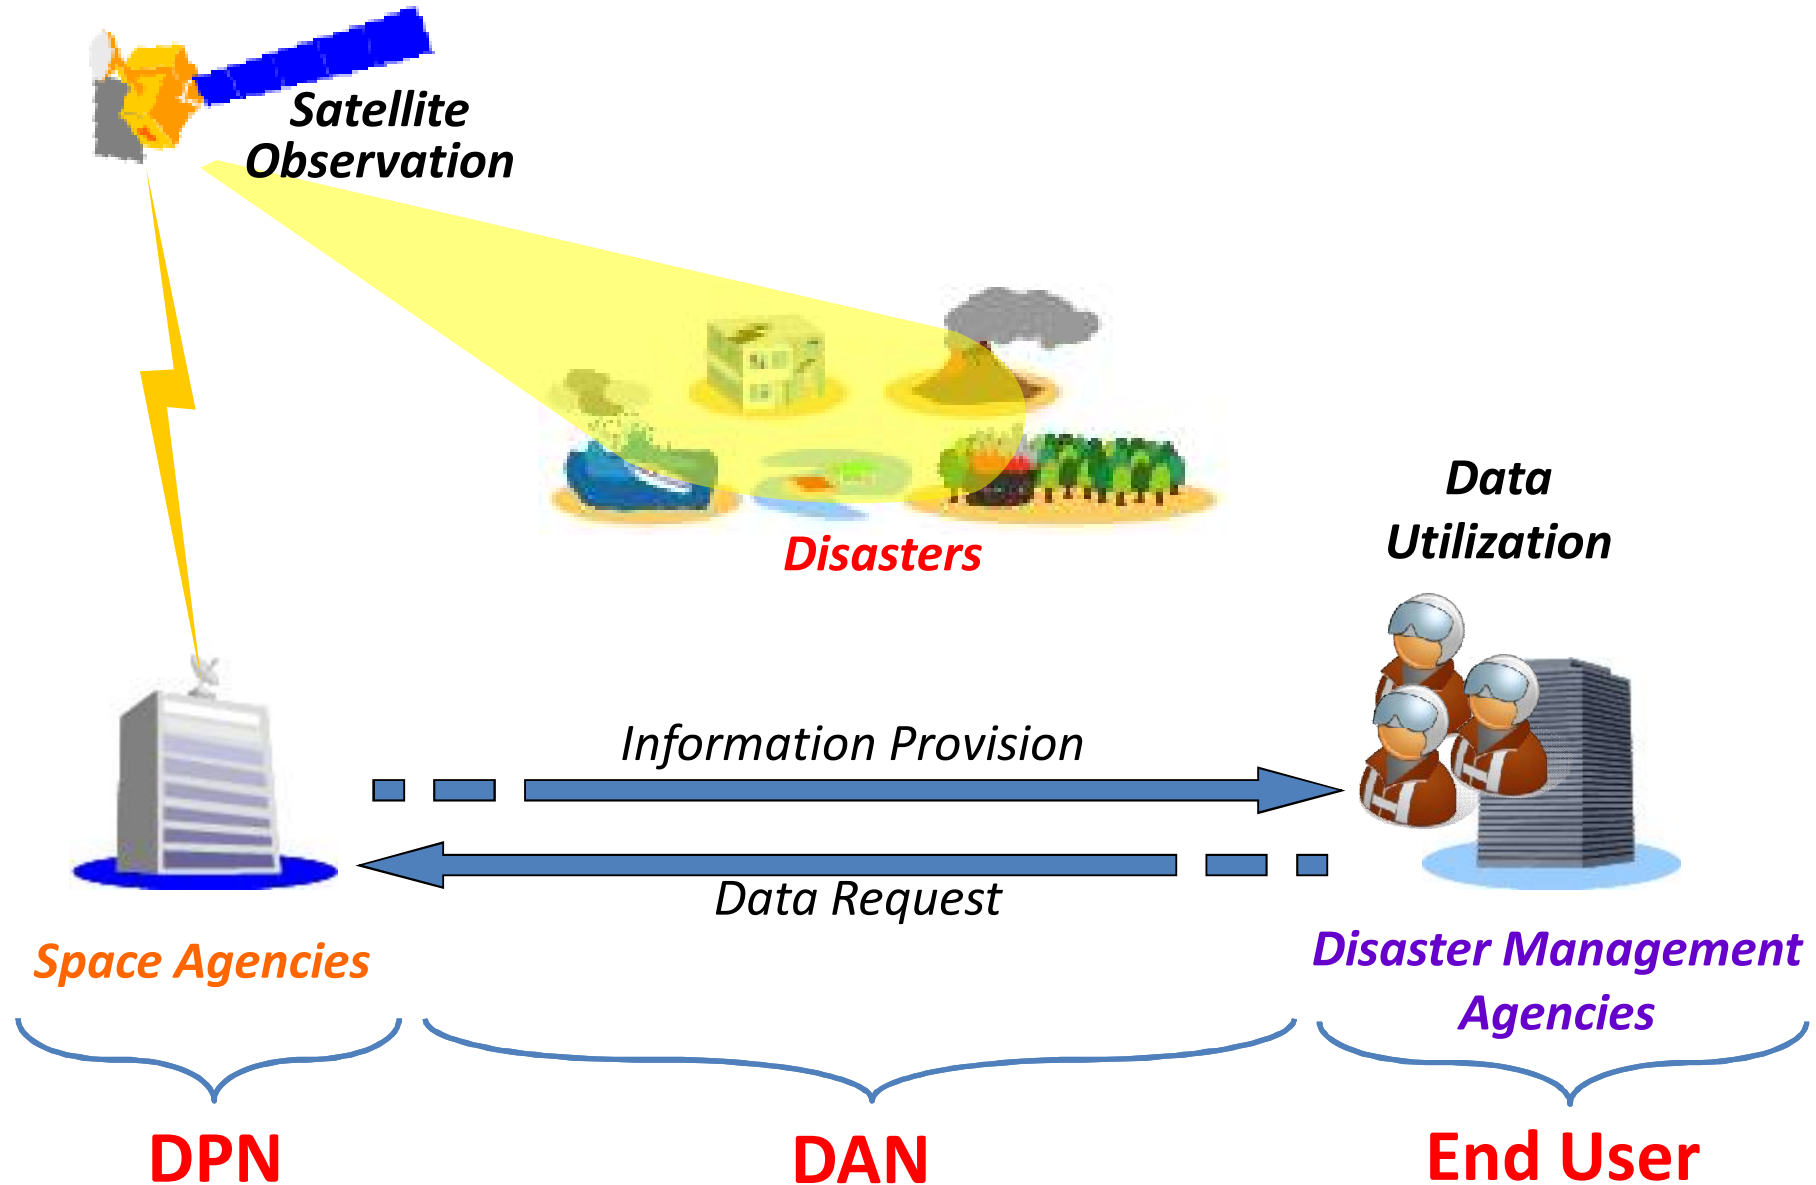 Satellite
Observation
Disasters
Data
Utilization
Information Provision
Data Request
Space Agencies
Disaster Management
Agencies
DPN
DAN
End User